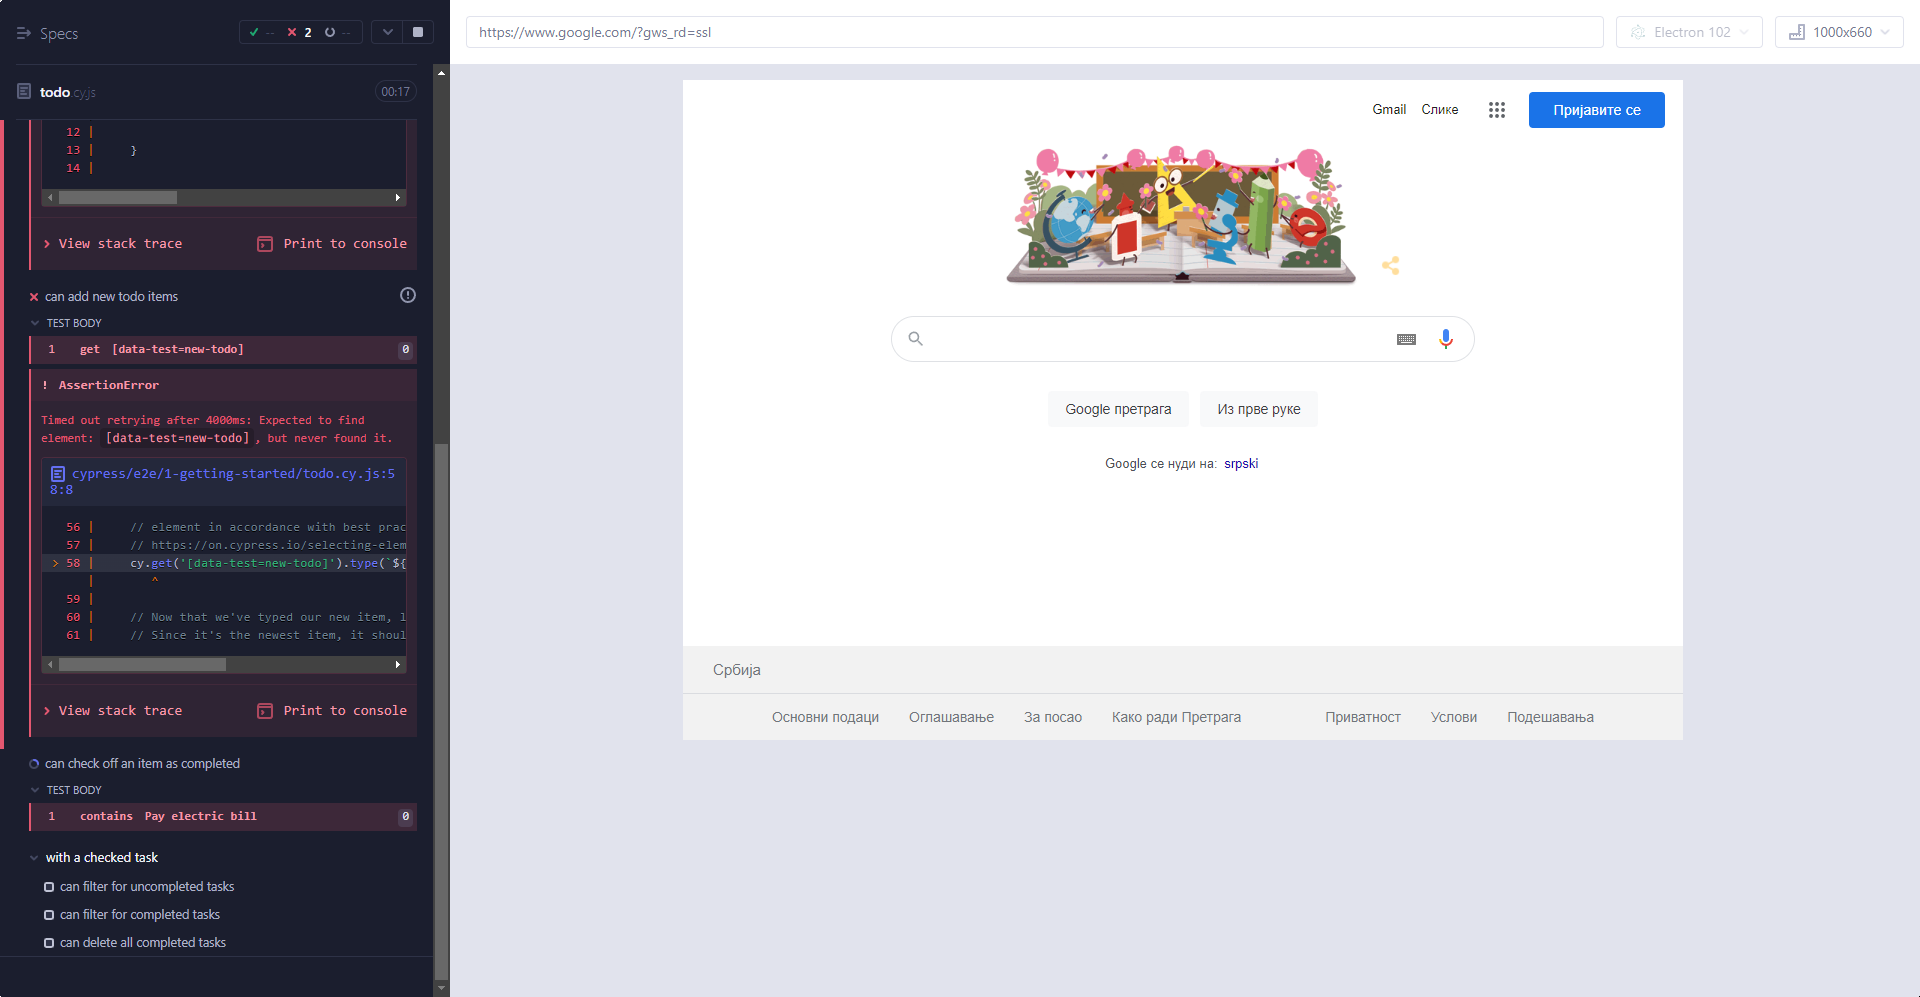 Specs
-- 2 --
todo.cy.js
00:17
12 |
13 | }
14 |
View stack trace
Print to console
can add new todo items
TEST BODY
1 get [data-test=new-todo] 0
! AssertionError
Timed out retrying after 4000ms: Expected to find
element: [data-test=new-todo], but never found it.
cypress/e2e/1-getting-started/todo.cy.js:5
8:8
56 | // element in accordance with best prac
57 | // https://on.cypress.io/selecting-elem
> 58 | cy.get('[data-test=new-todo]').type(`${
| ^
59 |
60 | // Now that we've typed our new item, l
61 | // Since it's the newest item, it shoul
View stack trace
Print to console
can check off an item as completed
TEST BODY
1 contains Pay electric bill 0
with a checked task
can filter for uncompleted tasks
can filter for completed tasks
can delete all completed tasks
https://www.google.com/?gws_rd=ssl
Electron 102
1000x660
Gmail
Слике
Пријавите се
Google претрага
Из прве руке
Google се нуди на: srpski
Србија
Основни подаци
Оглашавање
За посао
Како ради Претрага
Приватност
Услови
Подешавања